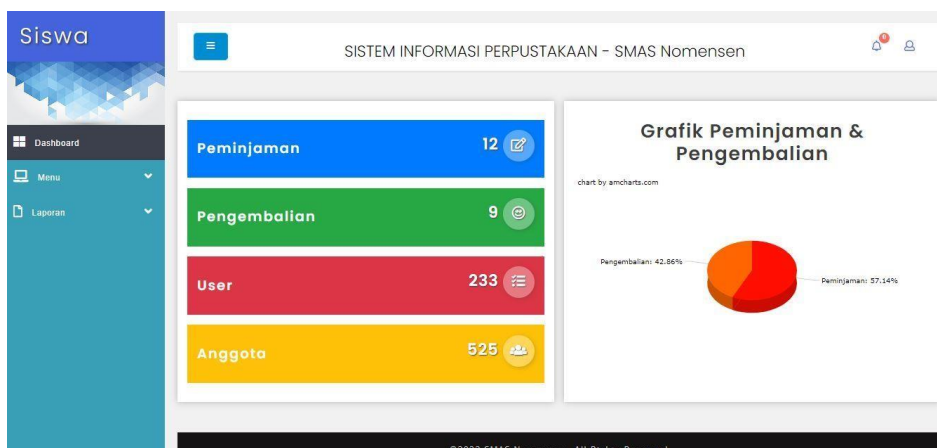 Siswa
SISTEM INFORMASI PERPUSTAKAAN - SMAS Nomensen
Dashboard
Menu
Laporan
Peminjaman 12
Pengembalian 9
User 233
Anggota 525
Grafik Peminjaman &
Pengembalian
chart by amcharts.com
Pengembalian: 42.86%
Peminjaman: 57.14%